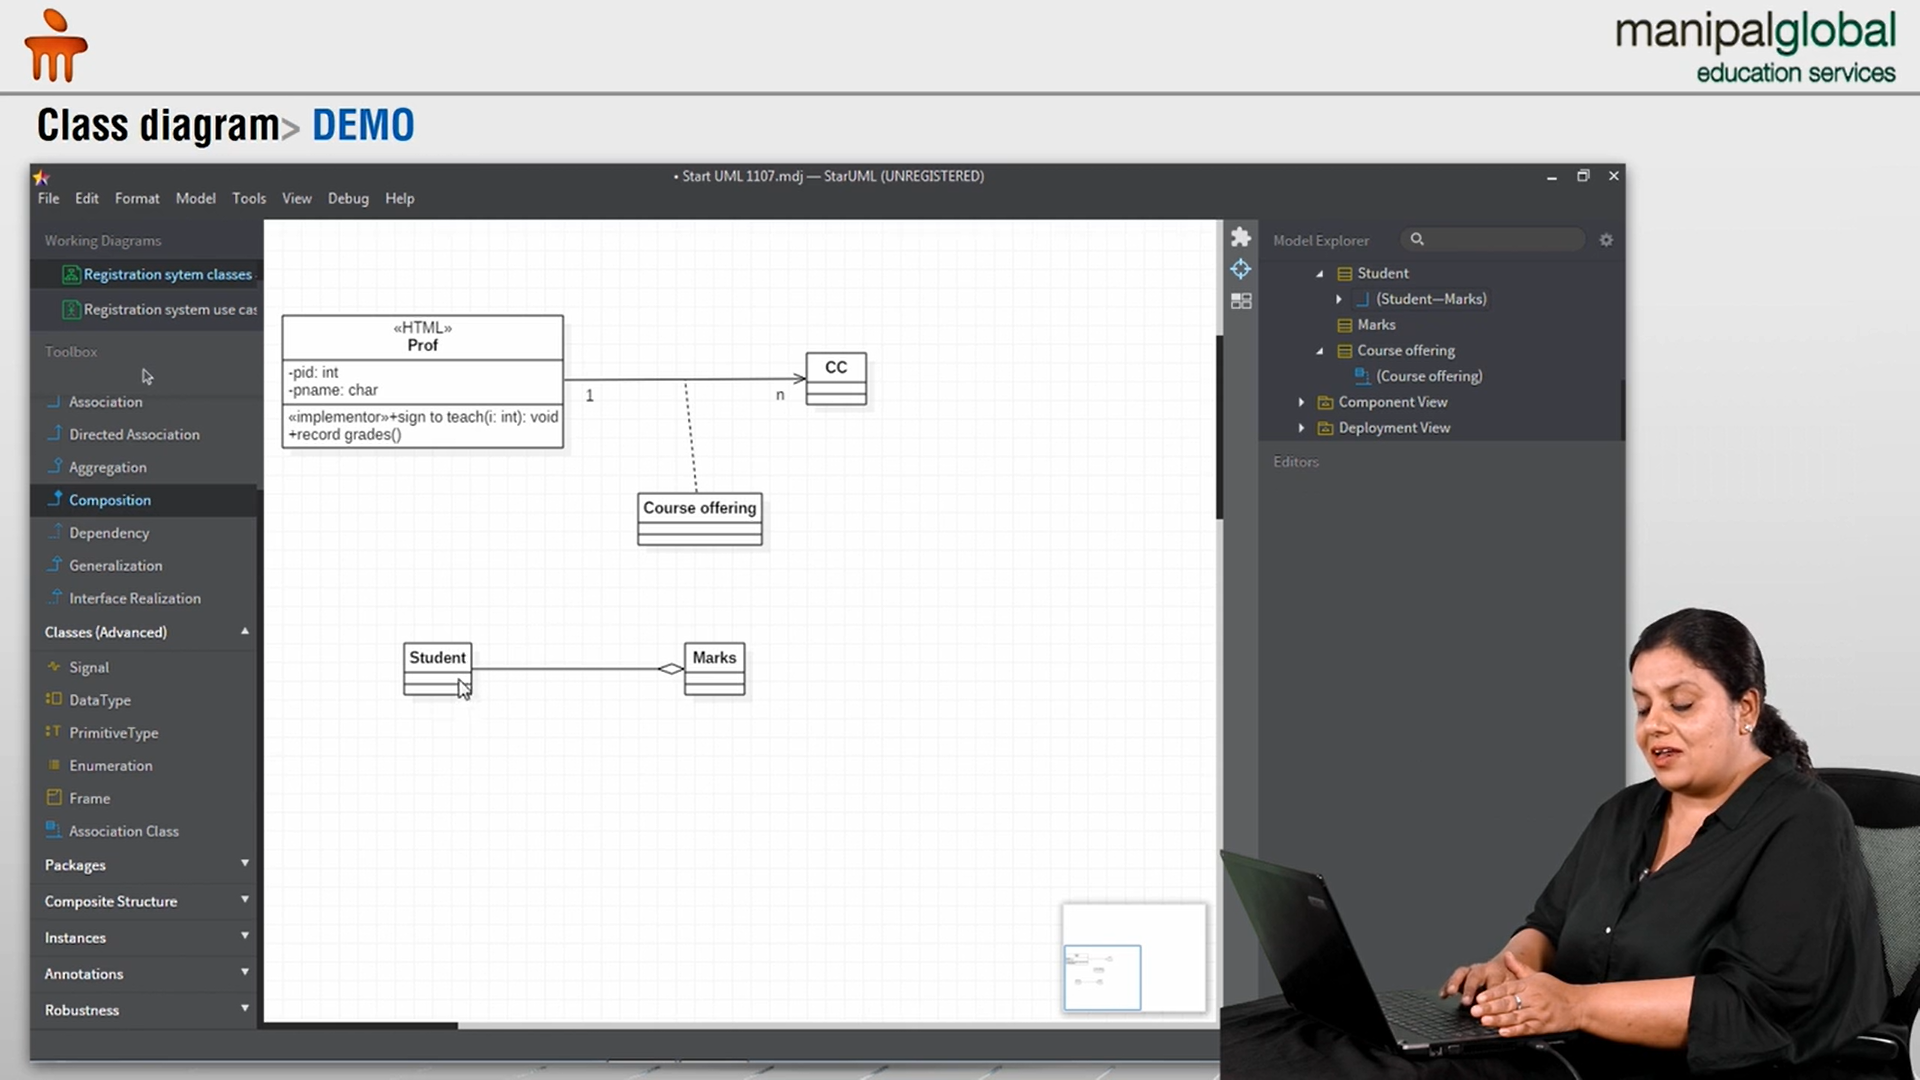 manipalglobal
education services
Class diagram> DEMO
• Start UML 1107.mdj — StarUML (UNREGISTERED)
File Edit Format Model Tools View Debug Help
Working Diagrams
Registration sytem classes
Registration system use cas
Toolbox
Association
Directed Association
Aggregation
Composition
Dependency
Generalization
Interface Realization
Classes (Advanced)
Signal
DataType
PrimitiveType
Enumeration
Frame
Association Class
Packages
Composite Structure
Instances
Annotations
Robustness
«HTML»
Prof
-pid: int
-pname: char
«implementor»+sign to teach(i: int): void
+record grades()
1
n
CC
Course offering
Student
Marks
Model Explorer
Student
(Student—Marks)
Marks
Course offering
(Course offering)
Component View
Deployment View
Editors